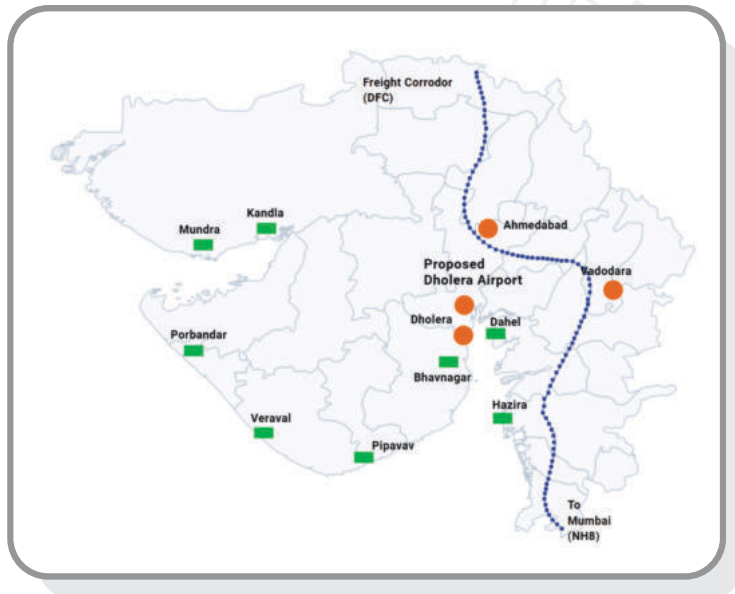 Freight Corrodor
(DFC)
Kandla
Mundra
Ahmedabad
Proposed
Dholera Airport
Vadodara
Dholera
Dahel
Porbandar
Bhavnagar
Hazira
Veraval
Pipavav
To
Mumbai
(NH8)